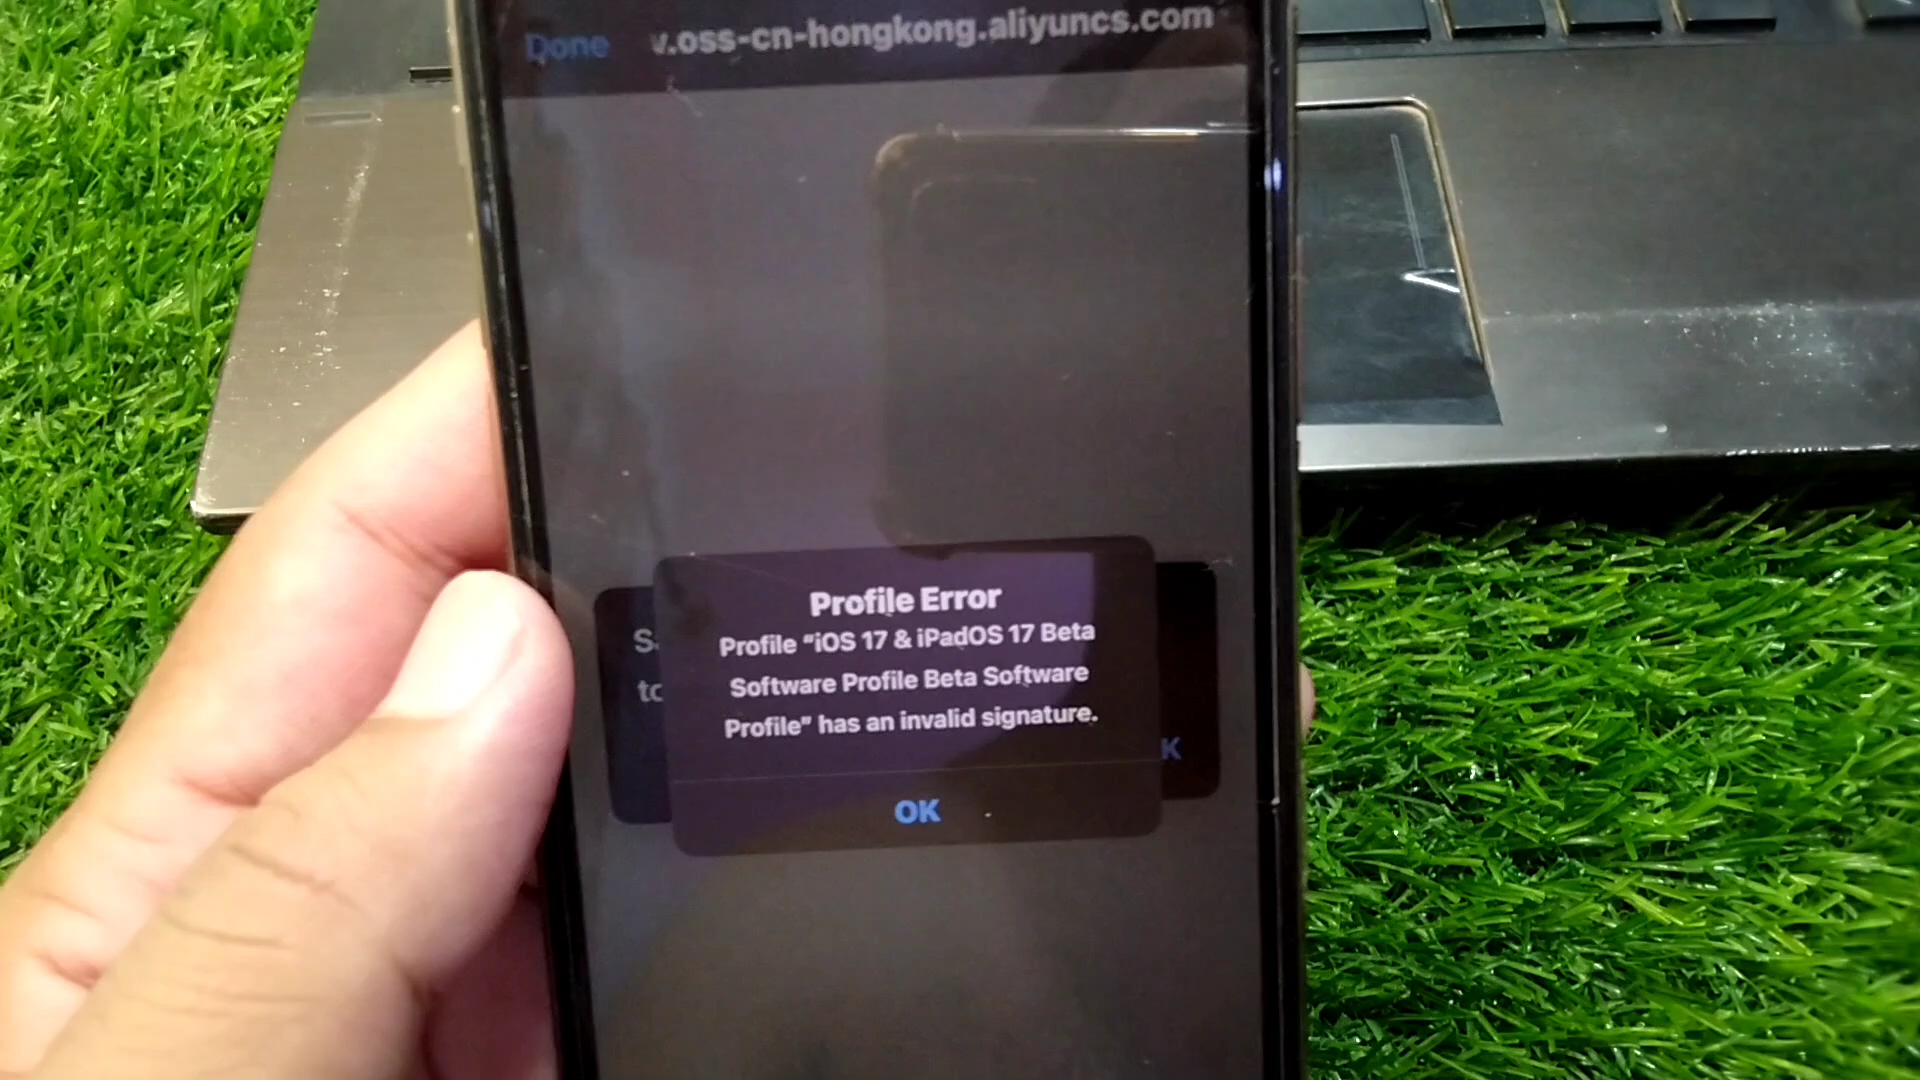 Done v.oss-cn-hongkong.aliyuncs.com
Profile Error
Profile "iOS 17 & iPadOS 17 Beta
Software Profile Beta Software
Profile" has an invalid signature.
OK